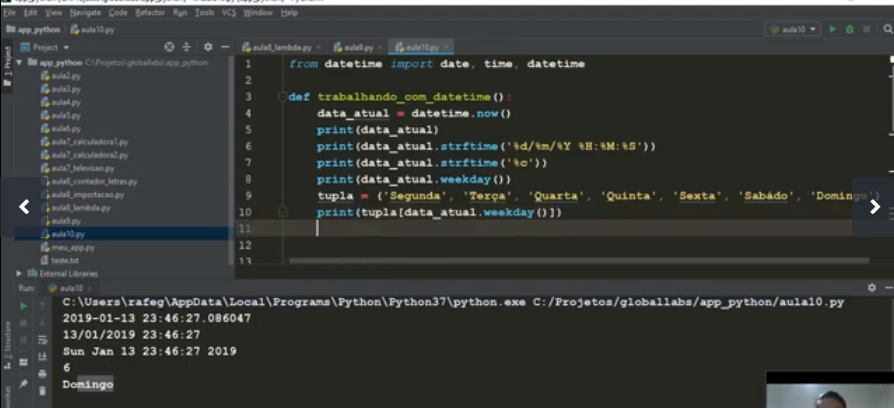 File Edit View Navigate Code Refactor Run Tools VCS Window Help
app_python aula10.py aula10
Project aula8_lambda.py aula9.py aula10.py
app_python C:\Projetos\globallabs\app_python
aula2.py
aula3.py
aula4.py
aula5.py
aula6.py
aula7_calculadora1.py
aula7_calculadora2.py
aula7_televisao.py
aula8_contador_letras.py
aula8_importacao.py
aula8_lambda.py
aula9.py
aula10.py
meu_app.py
teste.txt
External Libraries
1 from datetime import date, time, datetime
2
3 def trabalhando_com_datetime():
4 data_atual = datetime.now()
5 print(data_atual)
6 print(data_atual.strftime('%d/%m/%Y %H:%M:%S'))
7 print(data_atual.strftime('%c'))
8 print(data_atual.weekday())
9 tupla = ('Segunda', 'Terça', 'Quarta', 'Quinta', 'Sexta', 'Sabádo', 'Domingo')
10 print(tupla[data_atual.weekday()])
11
12
13
Run: aula10
C:\Users\rafeg\AppData\Local\Programs\Python\Python37\python.exe C:/Projetos/globallabs/app_python/aula10.py
2019-01-13 23:46:27.086047
13/01/2019 23:46:27
Sun Jan 13 23:46:27 2019
6
Domingo
1: Project
Z: Structure